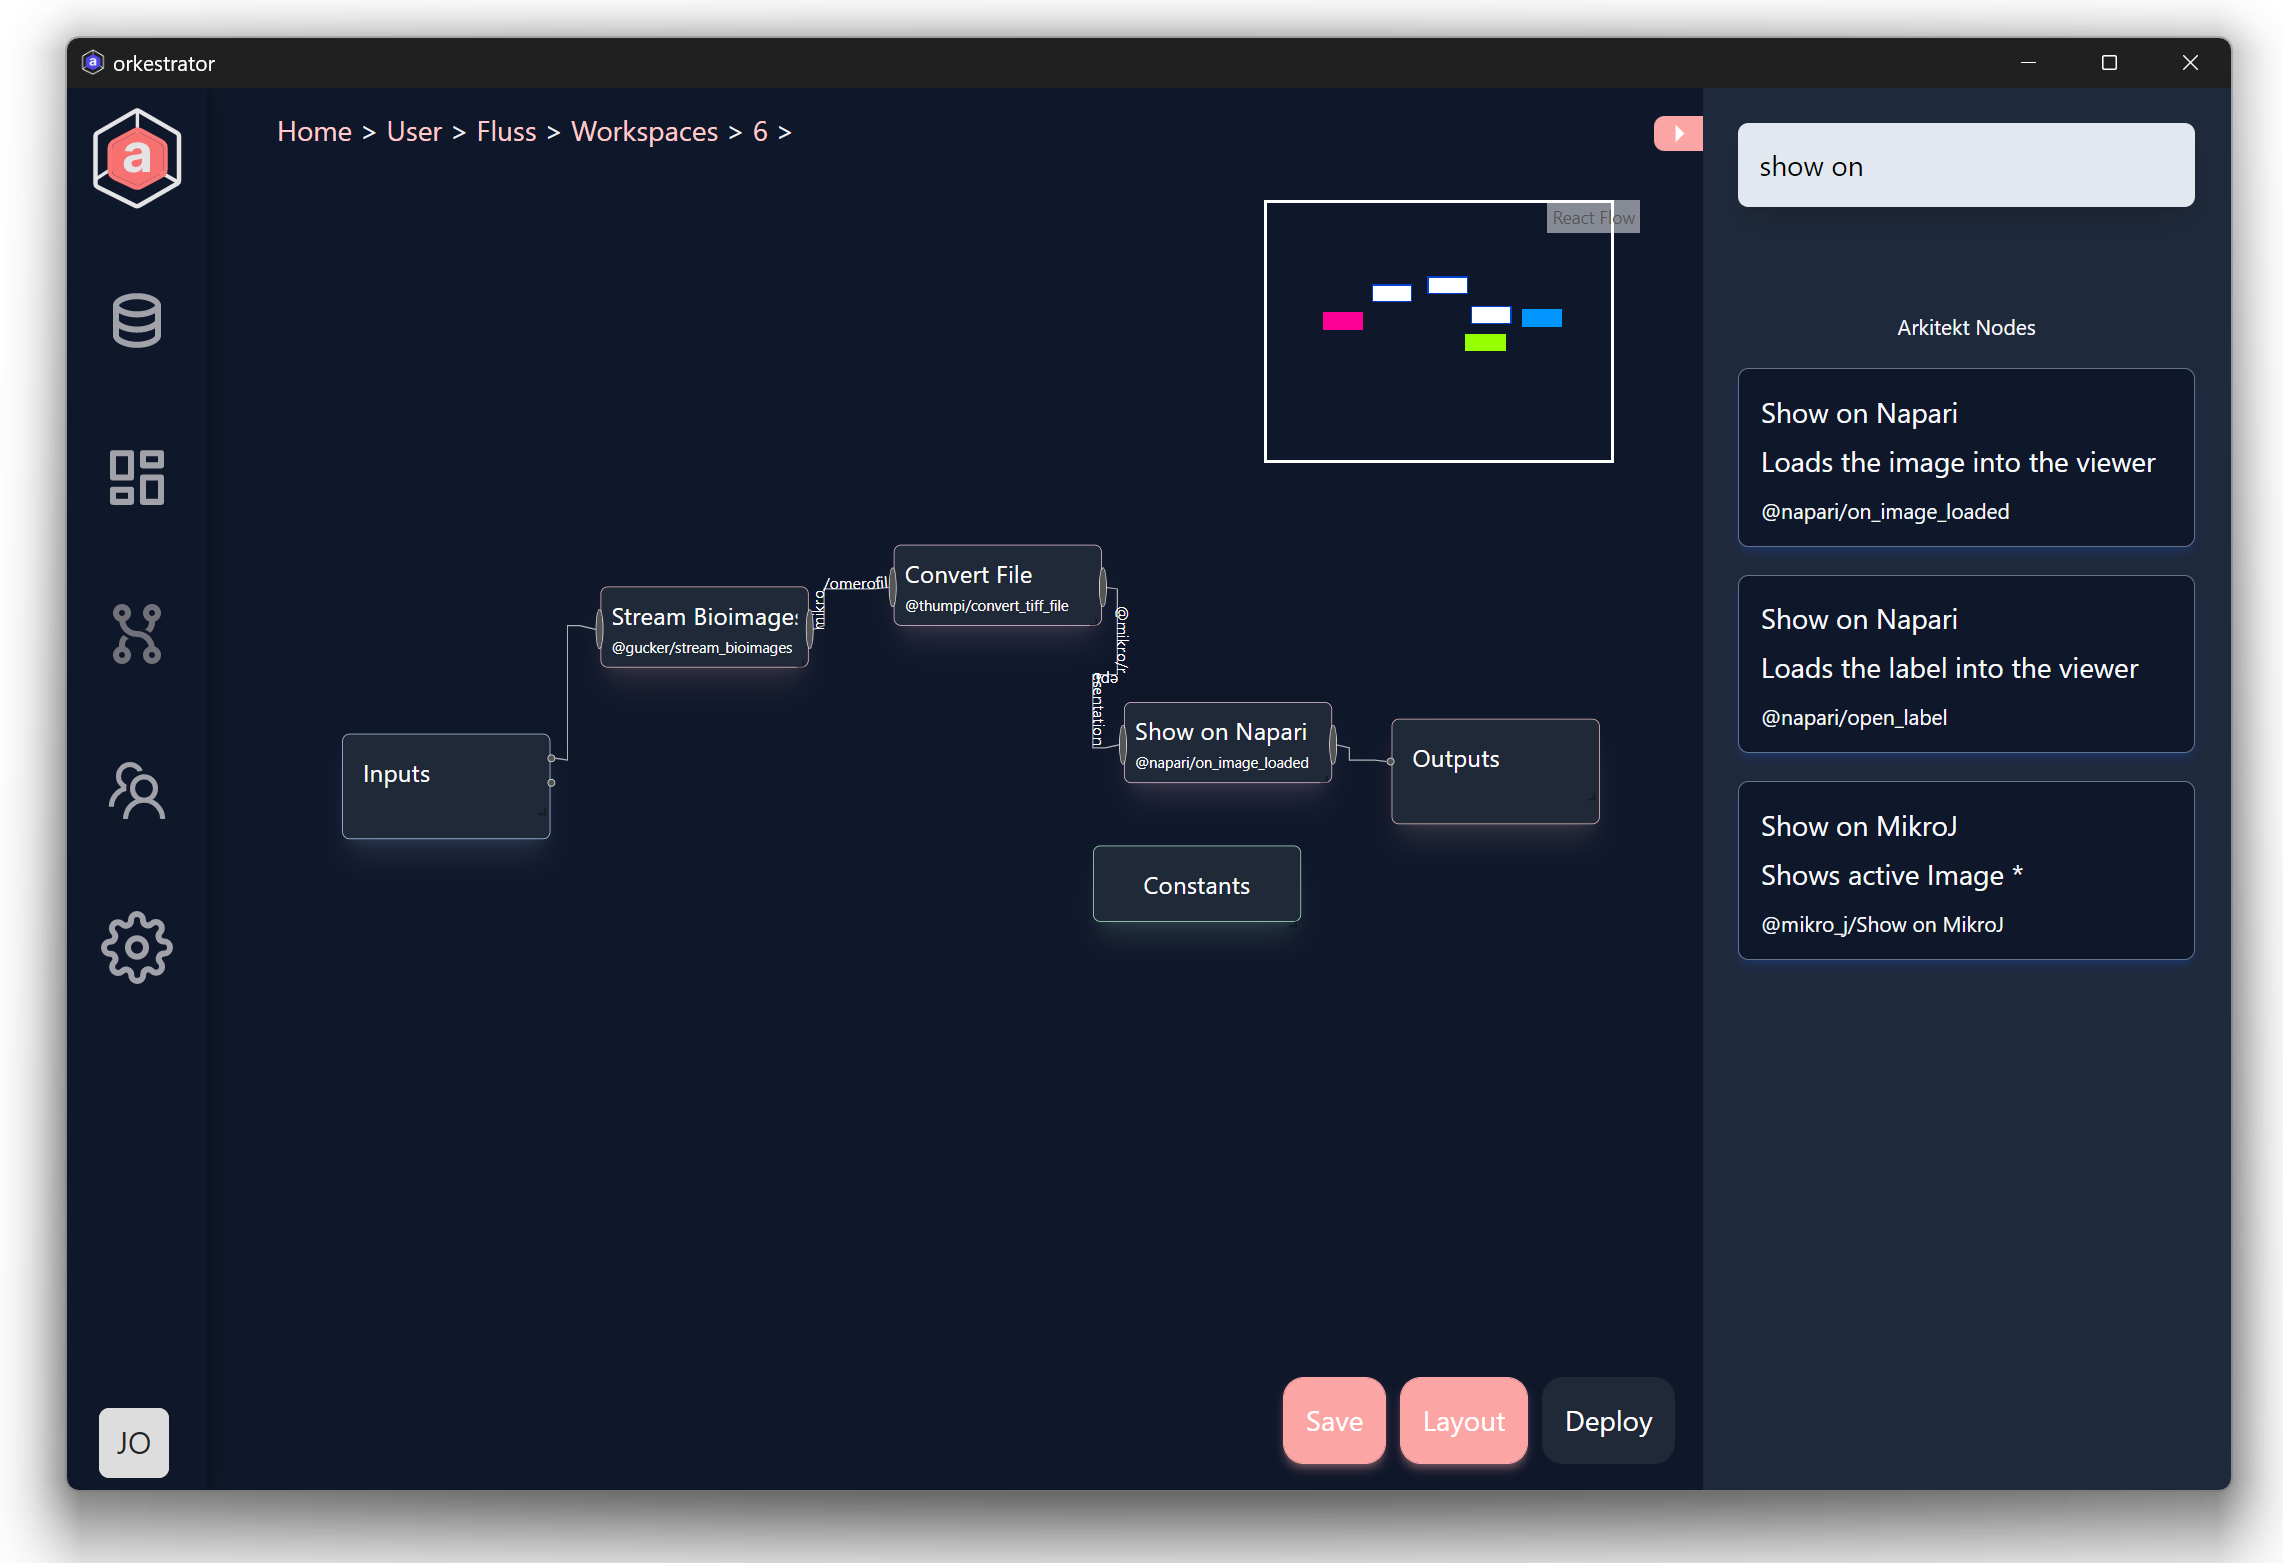 orkestrator
a
Home > User > Fluss > Workspaces > 6 >
React Flow
Stream Bioimages
@gucker/stream_bioimages
mikro/omerofil
Convert File
@thumpi/convert_tiff_file
@mikro/representation
Show on Napari
@napari/on_image_loaded
Inputs
Outputs
Constants
Save
Layout
Deploy
JO
show on
Arkitekt Nodes
Show on Napari
Loads the image into the viewer
@napari/on_image_loaded
Show on Napari
Loads the label into the viewer
@napari/open_label
Show on MikroJ
Shows active Image *
@mikro_j/Show on MikroJ